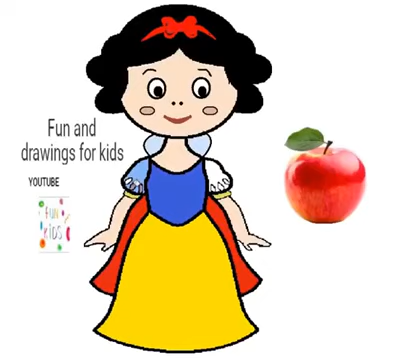 Fun and
drawings for kids
YOUTUBE
FUN
KIDS